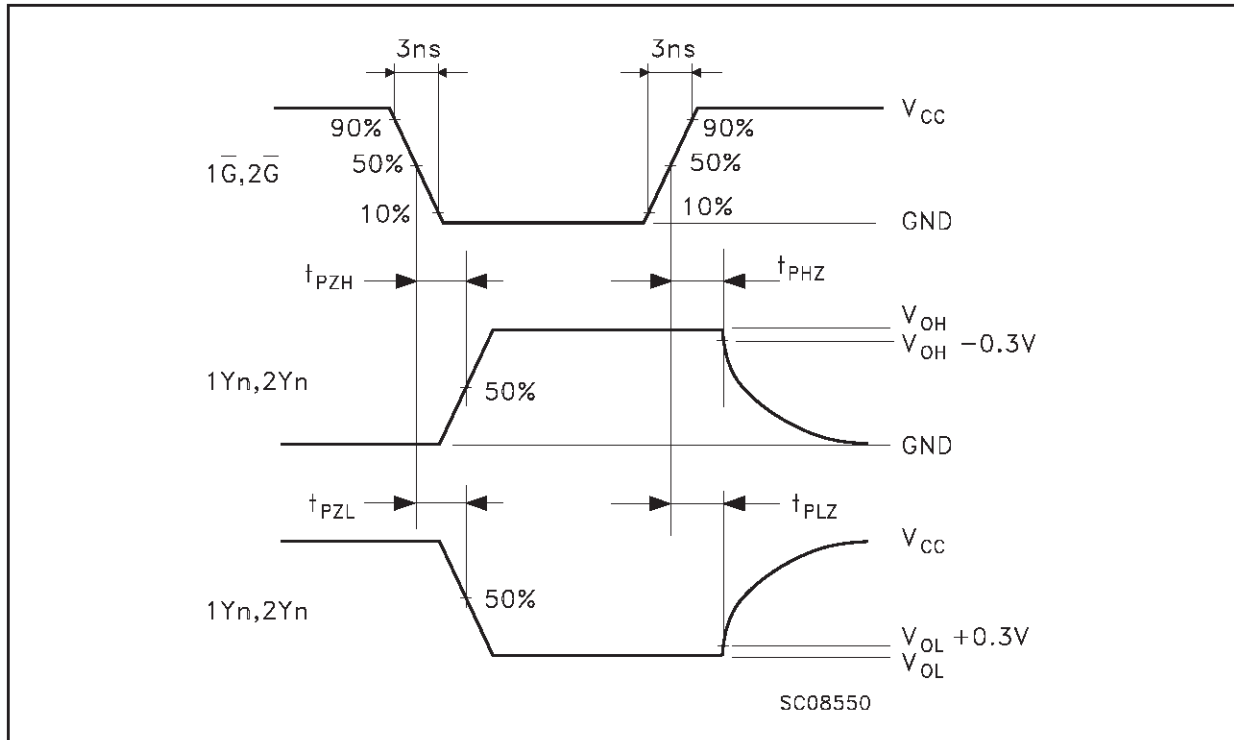 3ns 3ns
V_CC
90% 90%
1G̅,2G̅ 50% 50%
10% 10%
GND
t_PZH t_PHZ
V_OH
V_OH −0.3V
1Yn,2Yn 50%
GND
t_PZL t_PLZ
V_CC
1Yn,2Yn 50%
V_OL +0.3V
V_OL
SC08550